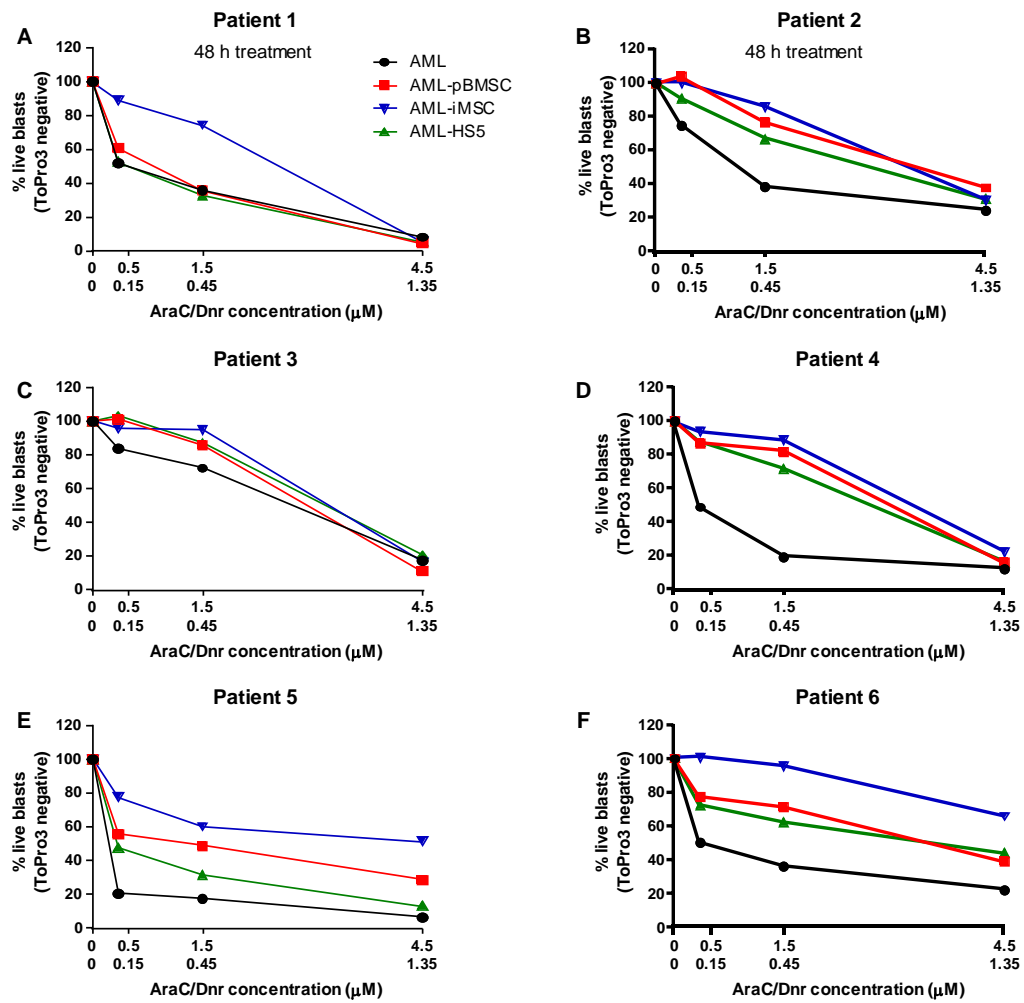 Patient 1
A
48 h treatment
AML
AML-pBMSC
AML-iMSC
AML-HS5
% live blasts
(ToPro3 negative)
120
100
80
60
40
20
0
0 0.5 1.5 4.5
0 0.15 0.45 1.35
AraC/Dnr concentration (μM)
Patient 2
B
48 h treatment
% live blasts
(ToPro3 negative)
120
100
80
60
40
20
0
0 0.5 1.5 4.5
0 0.15 0.45 1.35
AraC/Dnr concentration (μM)
Patient 3
C
% live blasts
(ToPro3 negative)
120
100
80
60
40
20
0
0 0.5 1.5 4.5
0 0.15 0.45 1.35
AraC/Dnr concentration (μM)
Patient 4
D
% live blasts
(ToPro3 negative)
120
100
80
60
40
20
0
0 0.5 1.5 4.5
0 0.15 0.45 1.35
AraC/Dnr concentration (μM)
Patient 5
E
% live blasts
(ToPro3 negative)
120
100
80
60
40
20
0
0 0.5 1.5 4.5
0 0.15 0.45 1.35
AraC/Dnr concentration (μM)
Patient 6
F
% live blasts
(ToPro3 negative)
120
100
80
60
40
20
0
0 0.5 1.5 4.5
0 0.15 0.45 1.35
AraC/Dnr concentration (μM)